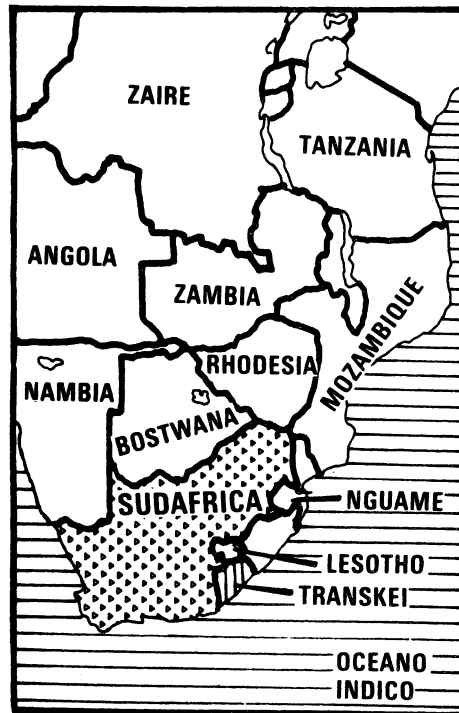 ZAIRE
TANZANIA
ANGOLA
ZAMBIA
MOZAMBIQUE
RHODESIA
NAMBIA
BOSTWANA
SUDAFRICA
NGUAME
LESOTHO
TRANSKEI
OCEANO
INDICO